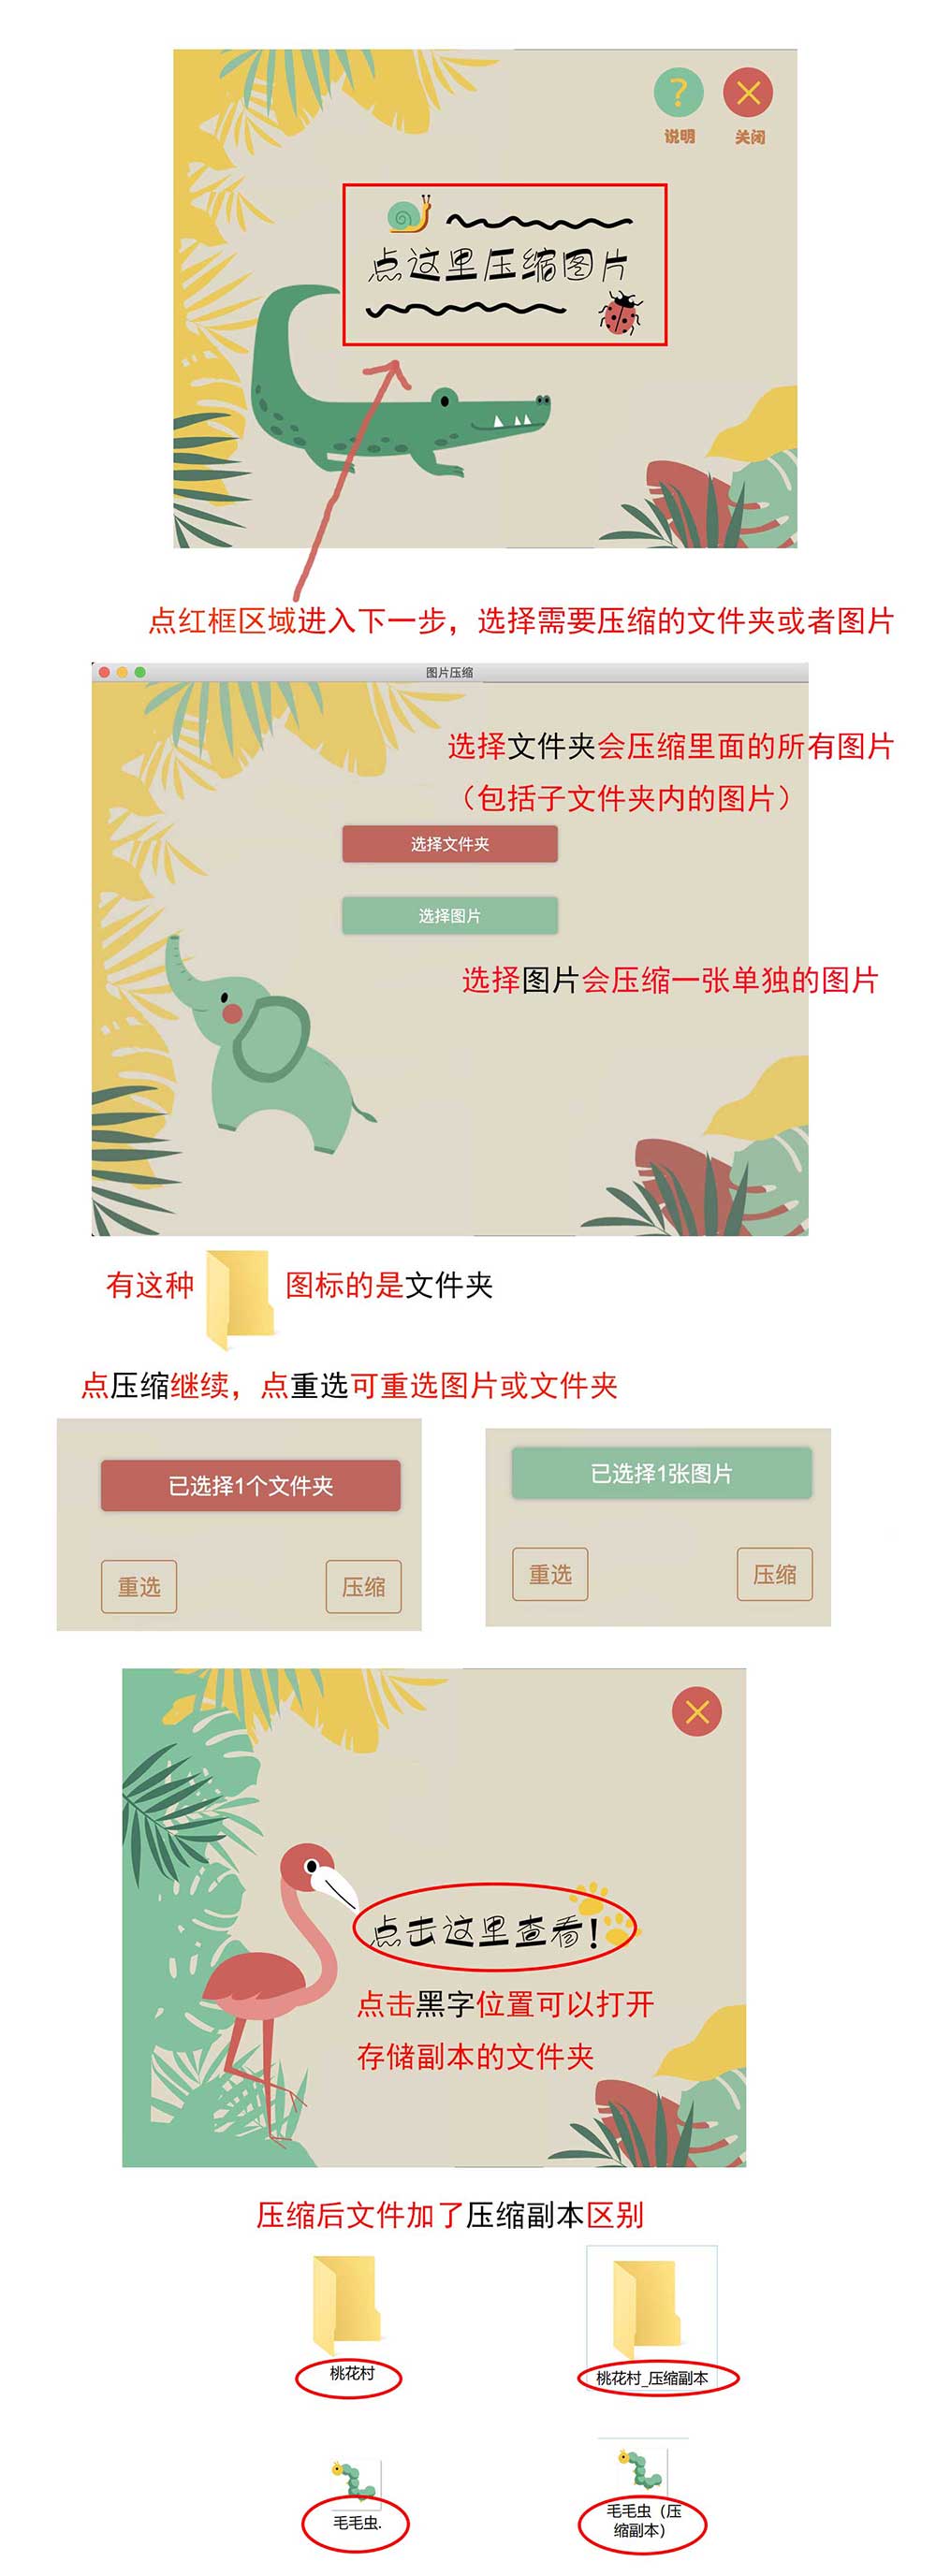 ?
说明
关闭
点这里压缩图片
点红框区域进入下一步，选择需要压缩的文件夹或者图片
图片压缩
选择文件夹会压缩里面的所有图片
（包括子文件夹内的图片）
选择文件夹
选择图片
选择图片会压缩一张单独的图片
有这种 图标的是文件夹
点压缩继续，点重选可重选图片或文件夹
已选择1个文件夹
重选
压缩
已选择1张图片
重选
压缩
点击这里查看!
点击黑字位置可以打开
存储副本的文件夹
压缩后文件加了压缩副本区别
桃花村
桃花村_压缩副本
毛毛虫.
毛毛虫（压
缩副本）